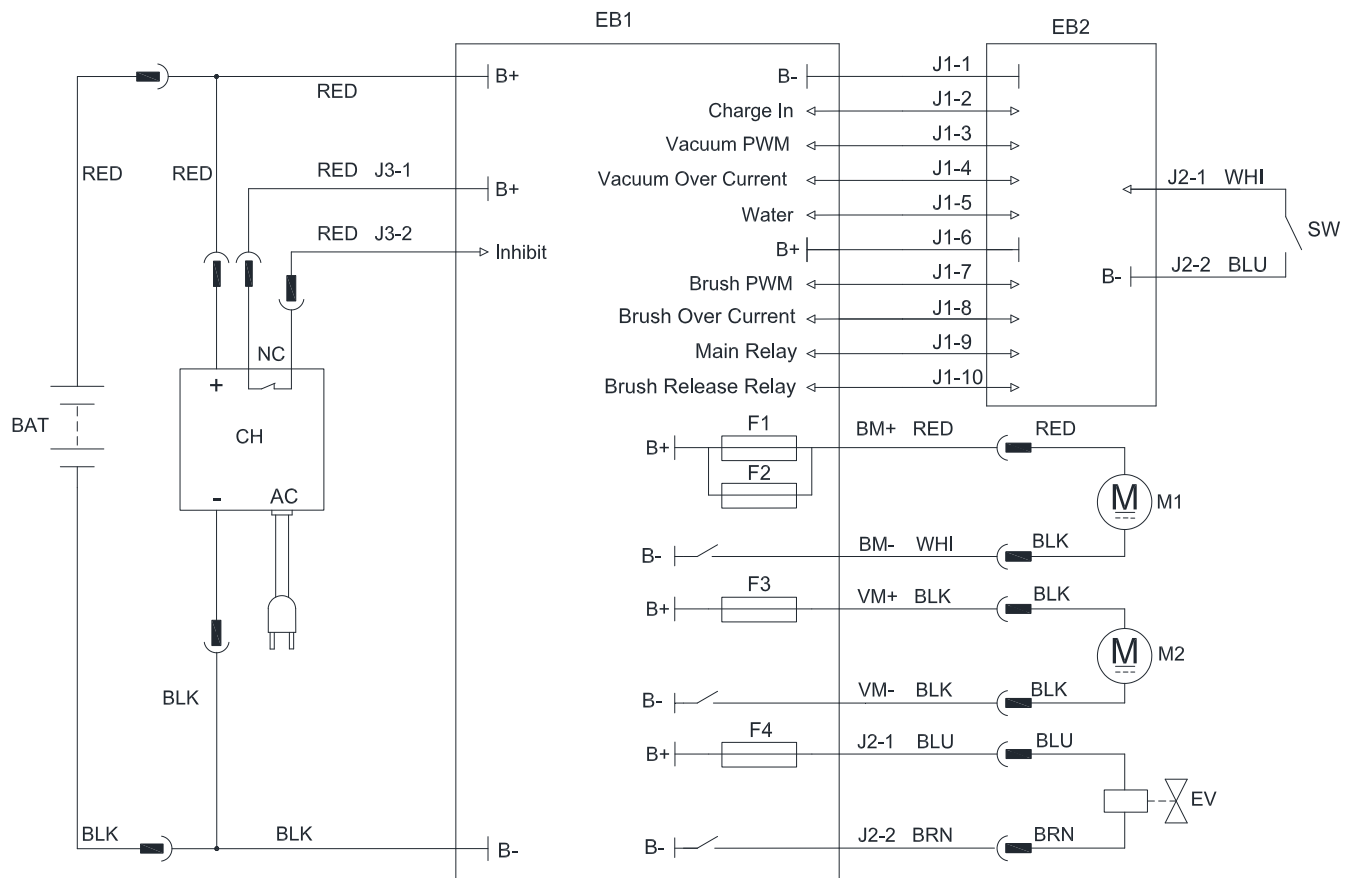 EB1
EB2
B+
B-
J1-1
RED
Charge In
J1-2
Vacuum PWM
J1-3
RED
RED
RED J3-1
B+
Vacuum Over Current
J1-4
J2-1 WHI
Water
J1-5
SW
RED J3-2
Inhibit
B+
J1-6
B-
J2-2 BLU
Brush PWM
J1-7
Brush Over Current
J1-8
NC
Main Relay
J1-9
+
Brush Release Relay
J1-10
BAT
CH
F1
BM+ RED
RED
B+
F2
-
AC
M
M1
B-
BM- WHI
BLK
F3
VM+ BLK
BLK
B+
M
M2
BLK
B-
VM- BLK
BLK
F4
J2-1 BLU
BLU
B+
EV
BLK
BLK
B-
B-
J2-2 BRN
BRN